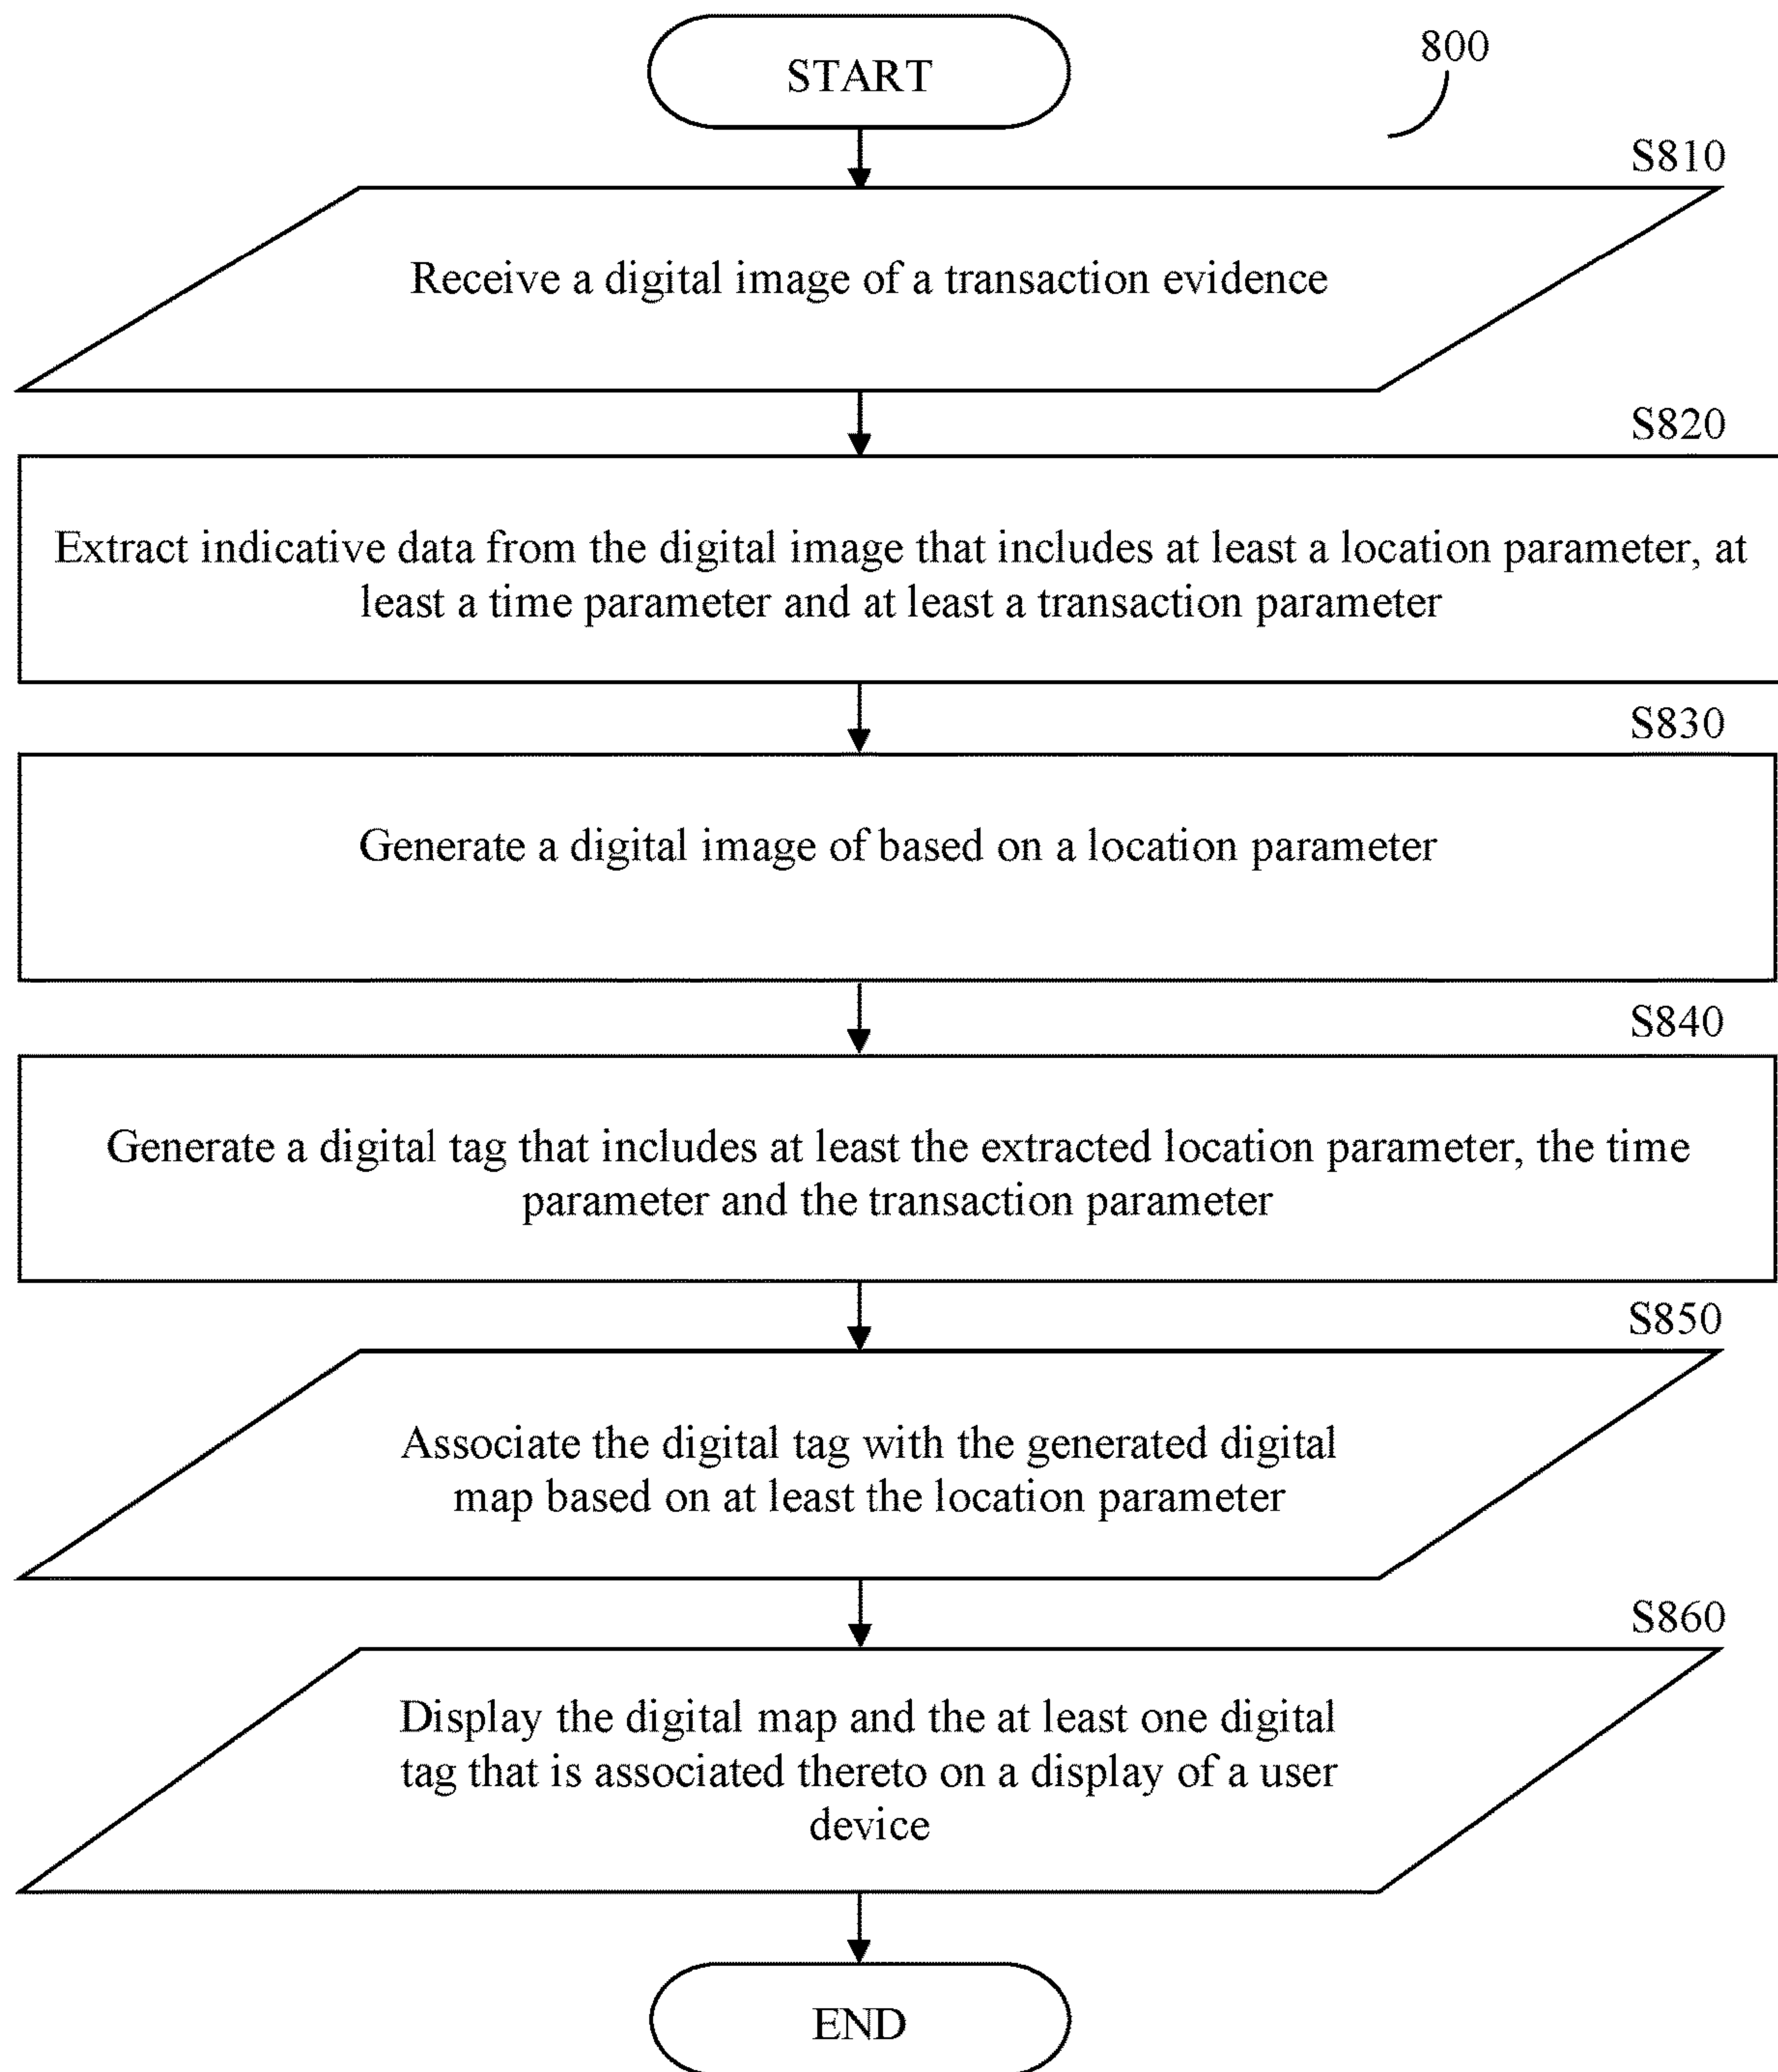 START
800
S810
Receive a digital image of a transaction evidence
S820
Extract indicative data from the digital image that includes at least a location parameter, at
least a time parameter and at least a transaction parameter
S830
Generate a digital image of based on a location parameter
S840
Generate a digital tag that includes at least the extracted location parameter, the time
parameter and the transaction parameter
S850
Associate the digital tag with the generated digital
map based on at least the location parameter
S860
Display the digital map and the at least one digital
tag that is associated thereto on a display of a user
device
END